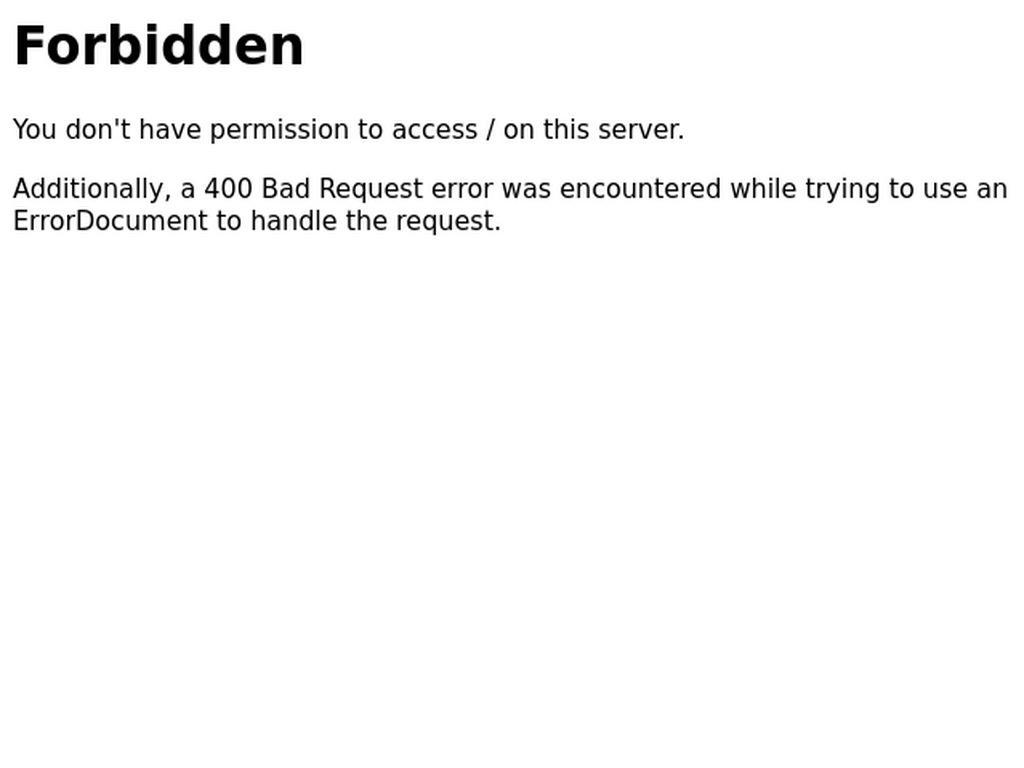 Forbidden
You don't have permission to access / on this server.
Additionally, a 400 Bad Request error was encountered while trying to use an
ErrorDocument to handle the request.